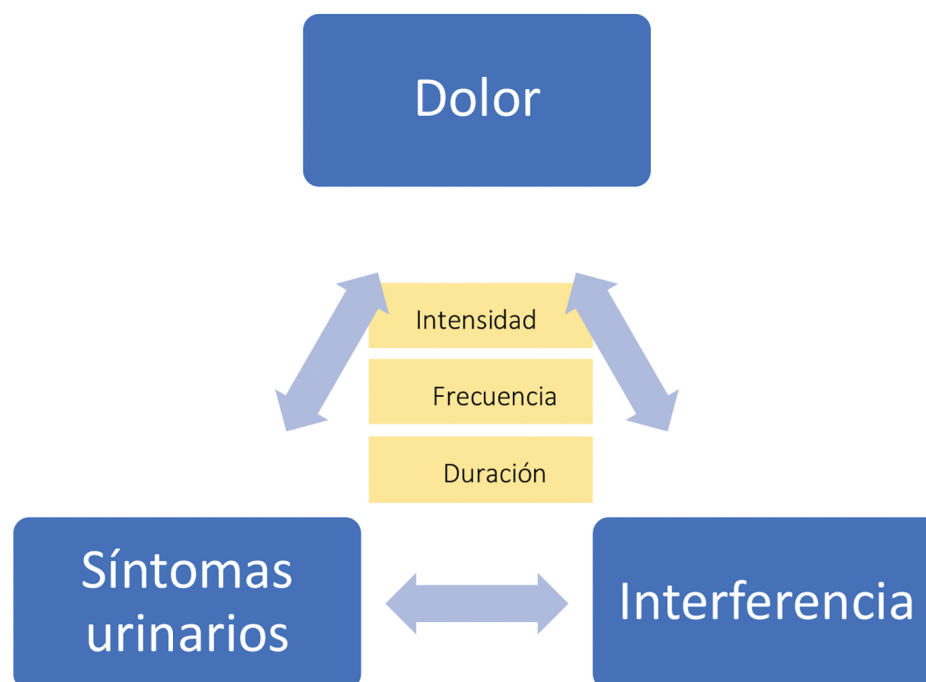 Dolor
Intensidad
Frecuencia
Duración
Síntomas
urinarios
Interferencia